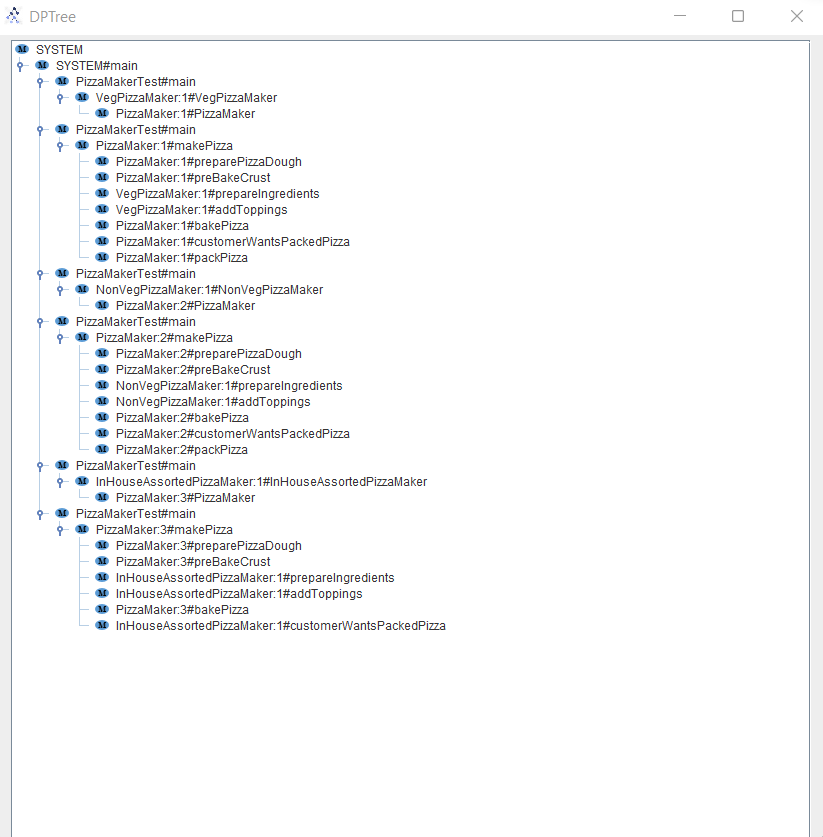 DPTree
SYSTEM
SYSTEM#main
PizzaMakerTest#main
VegPizzaMaker:1#VegPizzaMaker
PizzaMaker:1#PizzaMaker
PizzaMakerTest#main
PizzaMaker:1#makePizza
PizzaMaker:1#preparePizzaDough
PizzaMaker:1#preBakeCrust
VegPizzaMaker:1#prepareIngredients
VegPizzaMaker:1#addToppings
PizzaMaker:1#bakePizza
PizzaMaker:1#customerWantsPackedPizza
PizzaMaker:1#packPizza
PizzaMakerTest#main
NonVegPizzaMaker:1#NonVegPizzaMaker
PizzaMaker:2#PizzaMaker
PizzaMakerTest#main
PizzaMaker:2#makePizza
PizzaMaker:2#preparePizzaDough
PizzaMaker:2#preBakeCrust
NonVegPizzaMaker:1#prepareIngredients
NonVegPizzaMaker:1#addToppings
PizzaMaker:2#bakePizza
PizzaMaker:2#customerWantsPackedPizza
PizzaMaker:2#packPizza
PizzaMakerTest#main
InHouseAssortedPizzaMaker:1#InHouseAssortedPizzaMaker
PizzaMaker:3#PizzaMaker
PizzaMakerTest#main
PizzaMaker:3#makePizza
PizzaMaker:3#preparePizzaDough
PizzaMaker:3#preBakeCrust
InHouseAssortedPizzaMaker:1#prepareIngredients
InHouseAssortedPizzaMaker:1#addToppings
PizzaMaker:3#bakePizza
InHouseAssortedPizzaMaker:1#customerWantsPackedPizza